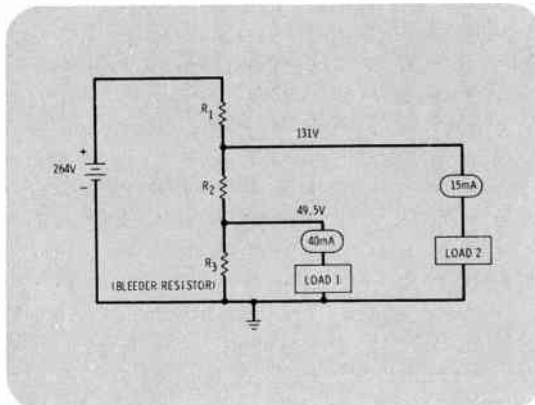 R1
131V
+
264V
−
15mA
R2
49.5V
40mA
LOAD 2
R3
(BLEEDER RESISTOR)
LOAD 1